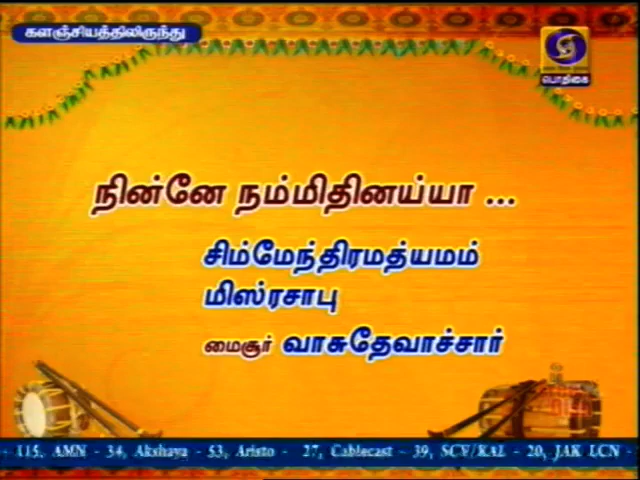 களஞ்சியத்திலிருந்து
பொதிகை
நின்னே நம்மிதினய்யா ...
சிம்மேந்திரமத்யமம்
மிஸ்ரசாபு
மைசூர் வாசுதேவாச்சார்
- 115, AMN - 34, Akshaya - 53, Aristo - 27, Cablecast - 39, SCV/KAL - 20, JAK LCN -